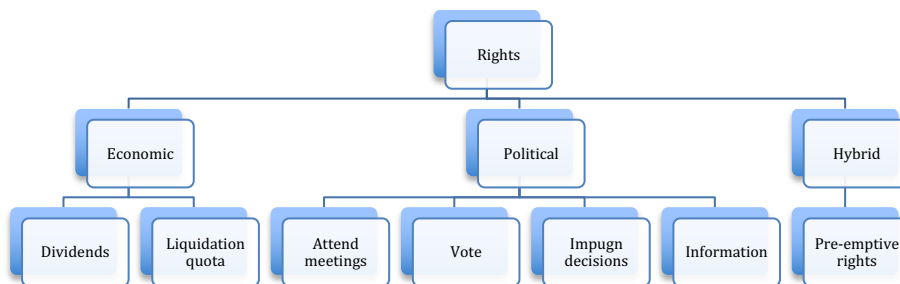 Rights
Economic
Political
Hybrid
Dividends
Liquidation
quota
Attend
meetings
Vote
Impugn
decisions
Information
Pre-emptive
rights